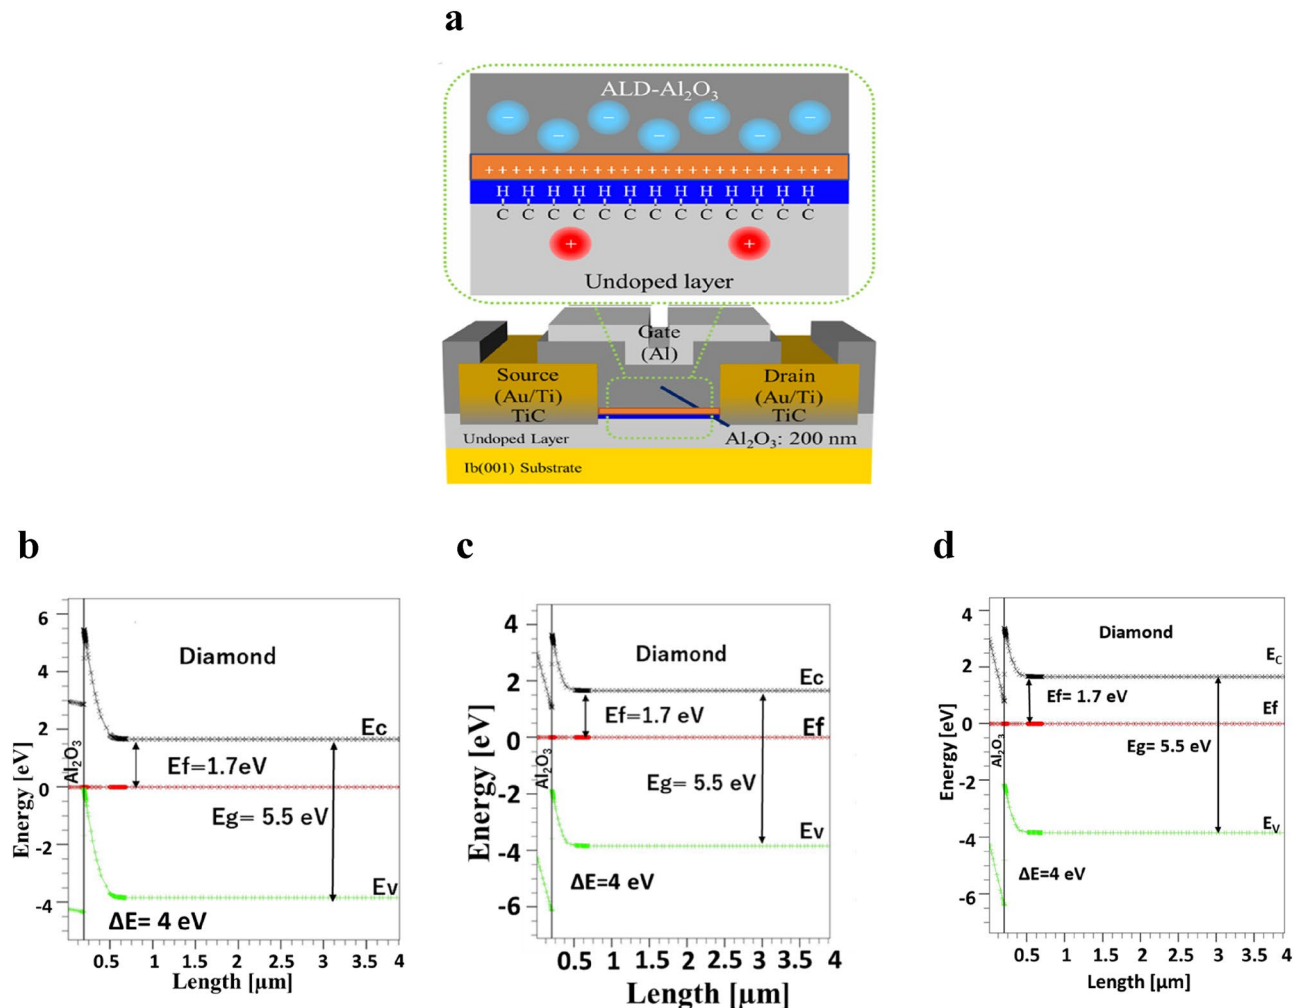 a
ALD-Al₂O₃
− − − − − − −
+ + + + + + + + + + + + + + + + + + + + + + + + + + +
H H H H H H H H H H H H H
C C C C C C C C C C C C C
+ +
Undoped layer
Gate
(Al)
Source
(Au/Ti)
TiC
Drain
(Au/Ti)
TiC
Undoped Layer
Al₂O₃: 200 nm
Ib(001) Substrate
b
6
4
2
0
-2
-4
Energy [eV]
Al₂O₃
Diamond
Ec
Ef=1.7eV
Eg= 5.5 eV
Ev
ΔE= 4 eV
0.5 1 1.5 2 2.5 3 3.5 4
Length [μm]
c
4
2
0
-2
-4
-6
Energy [eV]
Al₂O₃
Diamond
Ec
Ef=1.7 eV
Ef
Eg= 5.5 eV
Ev
ΔE=4 eV
0.5 1 1.5 2 2.5 3 3.5 4
Length [μm]
d
4
2
0
-2
-4
-6
Energy [eV]
Al₂O₃
Diamond
E_C
Ef= 1.7 eV
Ef
Eg= 5.5 eV
E_V
ΔE=4 eV
0.5 1 1.5 2 2.5 3 3.5 4
Length [μm]